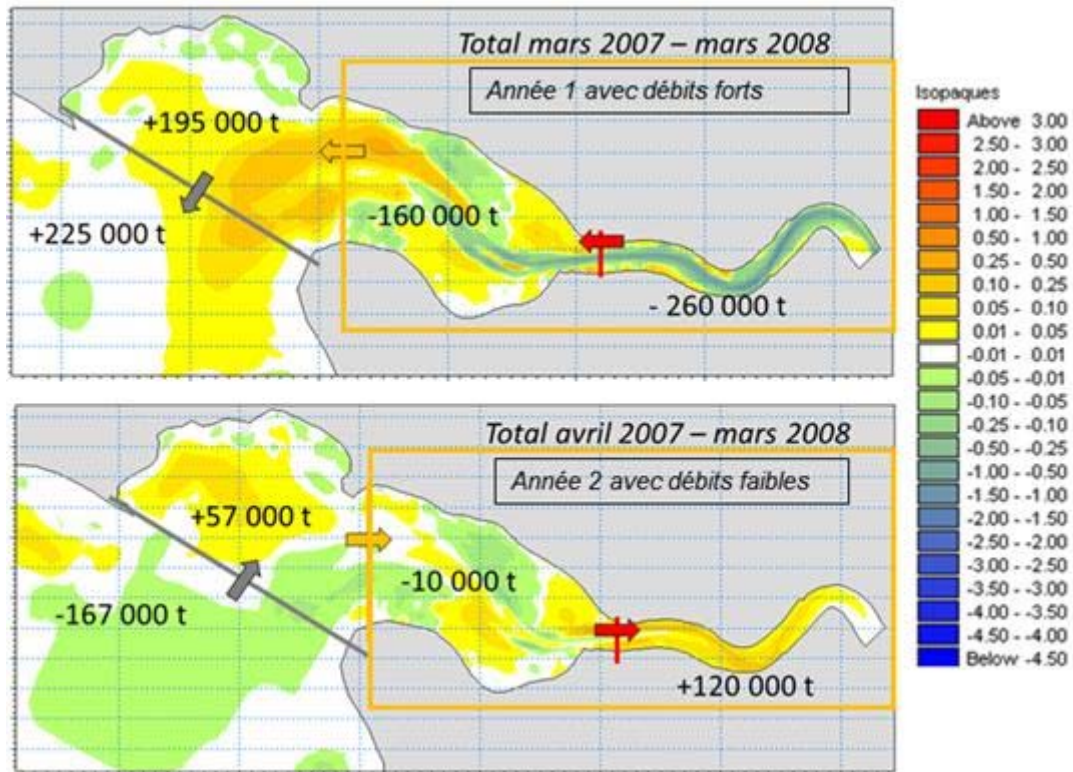 Total mars 2007 – mars 2008
Année 1 avec débits forts
+195 000 t
-160 000 t
+225 000 t
- 260 000 t
Total avril 2007 – mars 2008
Année 2 avec débits faibles
+57 000 t
-10 000 t
-167 000 t
+120 000 t
Isopaques
Above 3.00
2.50 - 3.00
2.00 - 2.50
1.50 - 2.00
1.00 - 1.50
0.50 - 1.00
0.25 - 0.50
0.10 - 0.25
0.05 - 0.10
0.01 - 0.05
-0.01 - 0.01
-0.05 - -0.01
-0.10 - -0.05
-0.25 - -0.10
-0.50 - -0.25
-1.00 - -0.50
-1.50 - -1.00
-2.00 - -1.50
-2.50 - -2.00
-3.00 - -2.50
-3.50 - -3.00
-4.00 - -3.50
-4.50 - -4.00
Below -4.50